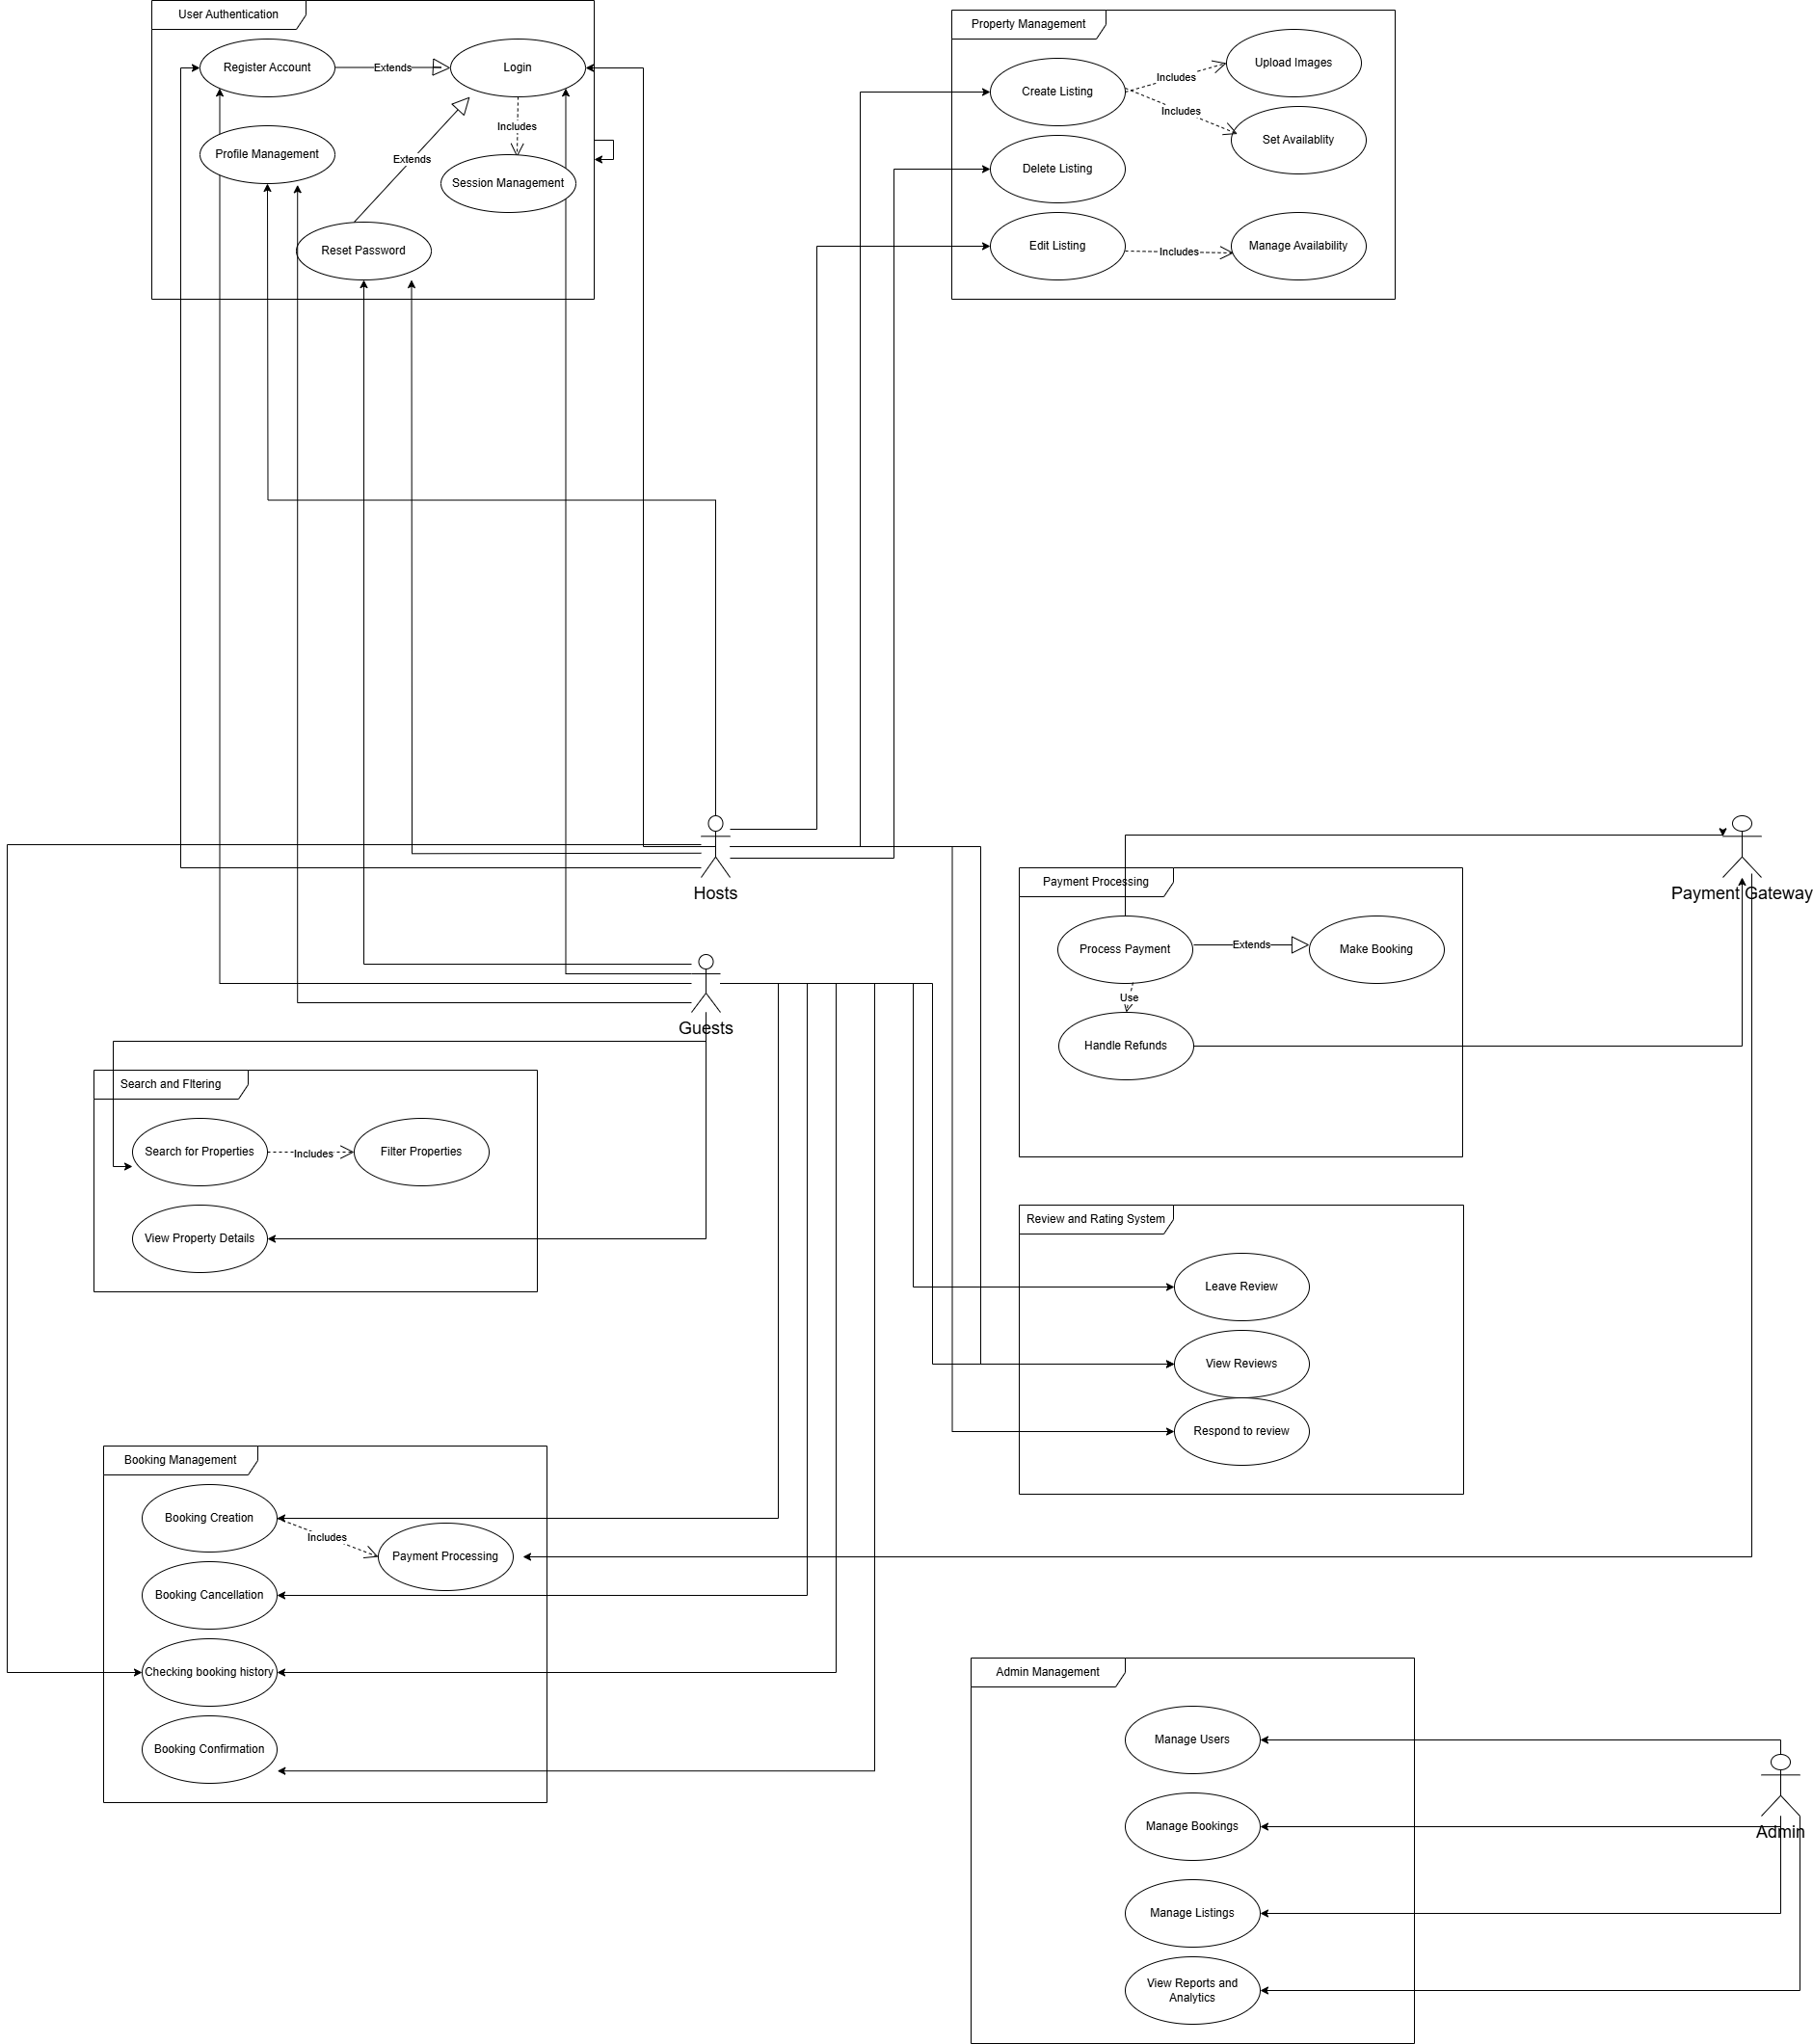 User Authentication
Register Account
Extends
Login
Includes
Profile Management
Extends
Session Management
Reset Password
Property Management
Create Listing
Includes
Upload Images
Includes
Set Availablity
Delete Listing
Edit Listing
Includes
Manage Availability
Hosts
Guests
Payment Gateway
Payment Processing
Process Payment
Extends
Make Booking
Use
Handle Refunds
Search and FItering
Search for Properties
Includes
Filter Properties
View Property Details
Review and Rating System
Leave Review
View Reviews
Respond to review
Booking Management
Booking Creation
Includes
Payment Processing
Booking Cancellation
Checking booking history
Booking Confirmation
Admin Management
Manage Users
Manage Bookings
Manage Listings
View Reports and
Analytics
Admin